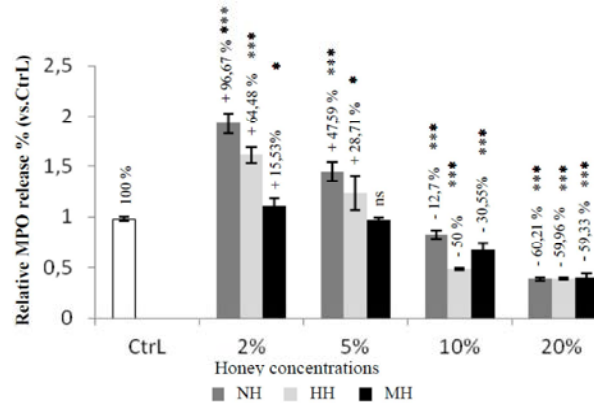 Relative MPO release % (vs.CtrL)
2,5
2
1,5
1
0,5
0
100 %
+ 96,67 % ***
+ 64,48 % ***
+ 15,53% *
+ 47,59 % ***
+ 28,71 % *
ns
- 12,7 % ***
- 50 % ***
- 30,55% ***
- 60,21 % ***
- 59,96 % ***
- 59,33 % ***
CtrL 2% 5% 10% 20%
Honey concentrations
NH HH MH